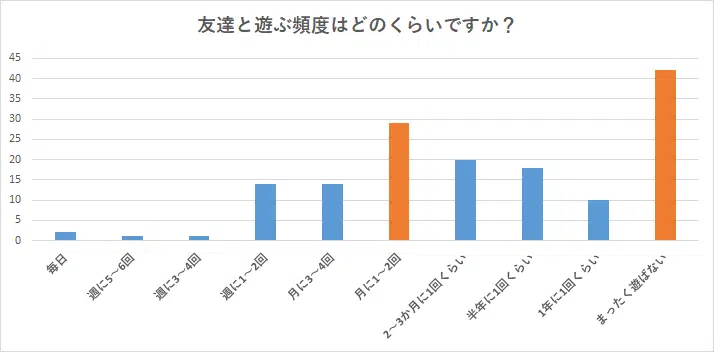 友達と遊ぶ頻度はどのくらいですか？
45
40
35
30
25
20
15
10
5
0
毎日
週に5～6回
週に3～4回
週に1～2回
月に3～4回
月に1～2回
2～3か月に1回くらい
半年に1回くらい
1年に1回くらい
まったく遊ばない